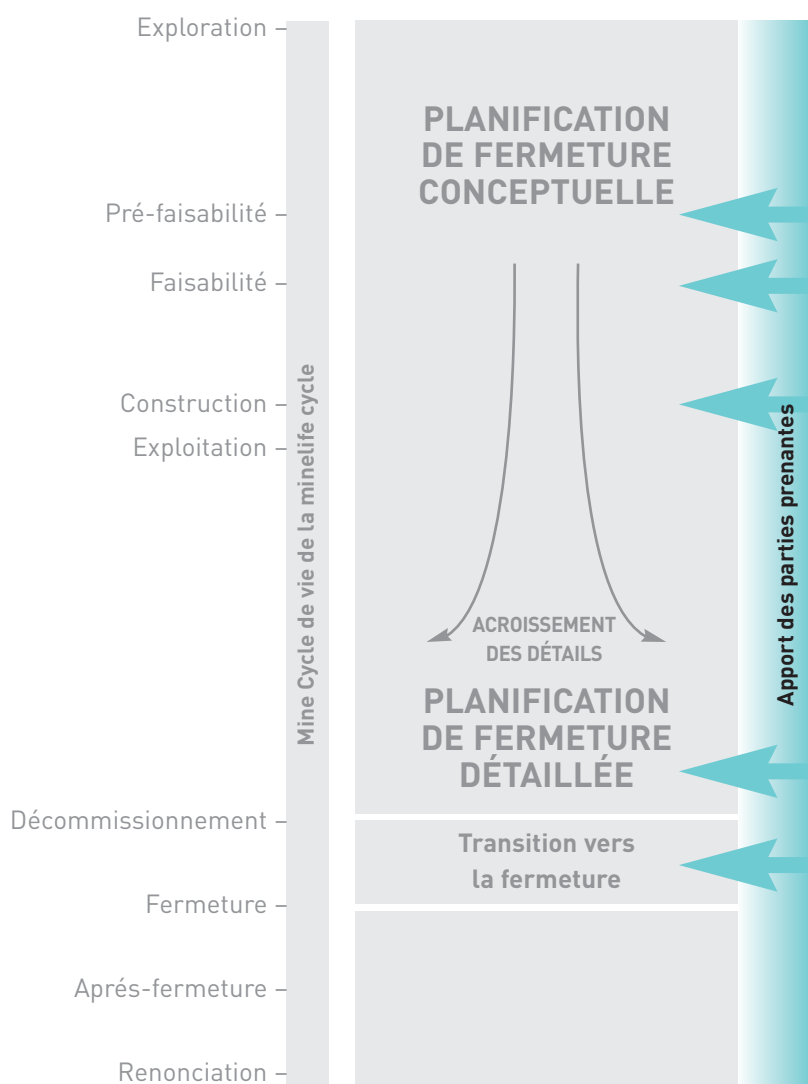 Exploration
Pré-faisabilité
Faisabilité
Construction
Exploitation
Décommissionnement
Fermeture
Aprés-fermeture
Renonciation
Mine Cycle de vie de la minelife cycle
PLANIFICATION
DE FERMETURE
CONCEPTUELLE
ACROISSEMENT
DES DÉTAILS
PLANIFICATION
DE FERMETURE
DÉTAILLÉE
Transition vers
la fermeture
Apport des parties prenantes